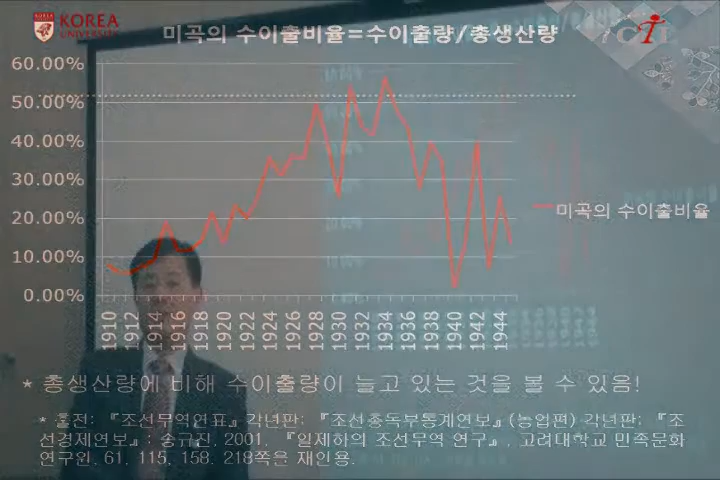 KOREA
UNIVERSITY
미곡의 수이출비율=수이출량/총생산량
60.00%
50.00%
40.00%
30.00%
20.00%
10.00%
0.00%
1910 1912 1914 1916 1918 1920 1922 1924 1926 1928 1930 1932 1934 1936 1938 1940 1942 1944
미곡의 수이출비율
* 총생산량에 비해 수이출량이 늘고 있는 것을 볼 수 있음!
* 출전: 『조선무역연표』 각년판; 『조선총독부통계연보』(농업편) 각년판; 『조
선경제연보』; 송규진, 2001, 『일제하의 조선무역 연구』, 고려대학교 민족문화
연구원, 61, 115, 158, 218쪽은 재인용.